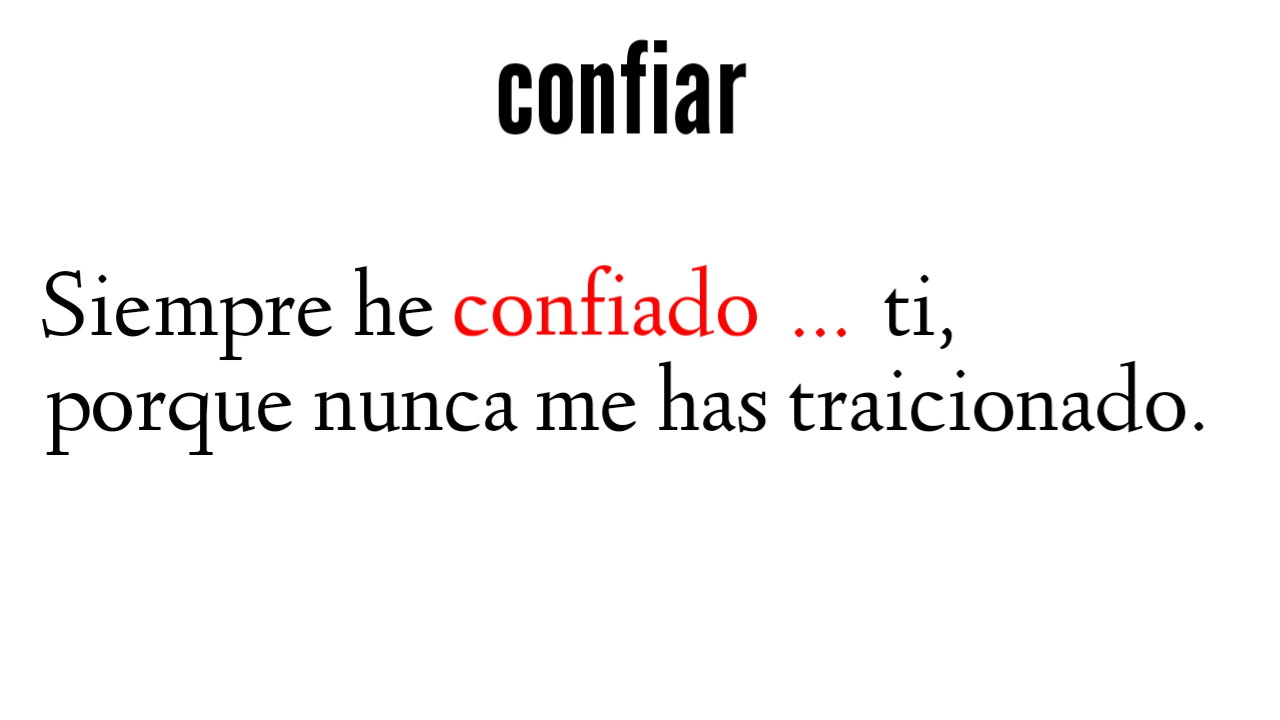 confiar
Siempre he confiado ... ti,
porque nunca me has traicionado.